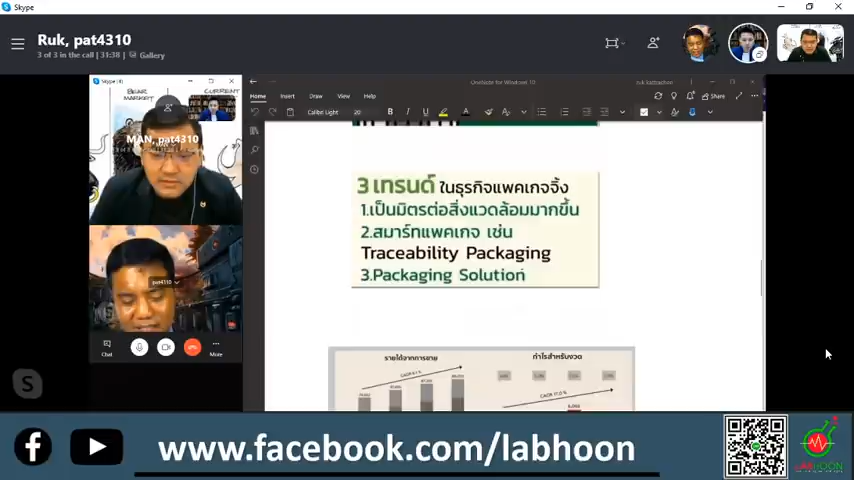 Skype
Ruk, pat4310
3 of 3 in the call | 31:38 | Gallery
Skype [4]
BEAR MARKET
CURRENT
MAN, pat4310
pat4310
Chat
More
OneNote for Windows 10
Home Insert Draw View Help
Share
Calibri Light 20
B I U
3 เทรนด์ ในธุรกิจแพคเกจจิ้ง
1.เป็นมิตรต่อสิ่งแวดล้อมมากขึ้น
2.สมาร์ทแพคเกจ เช่น
Traceability Packaging
3.Packaging Solution
รายได้จากการขาย
กำไรสำหรับงวด
www.facebook.com/labhoon
LABHOON